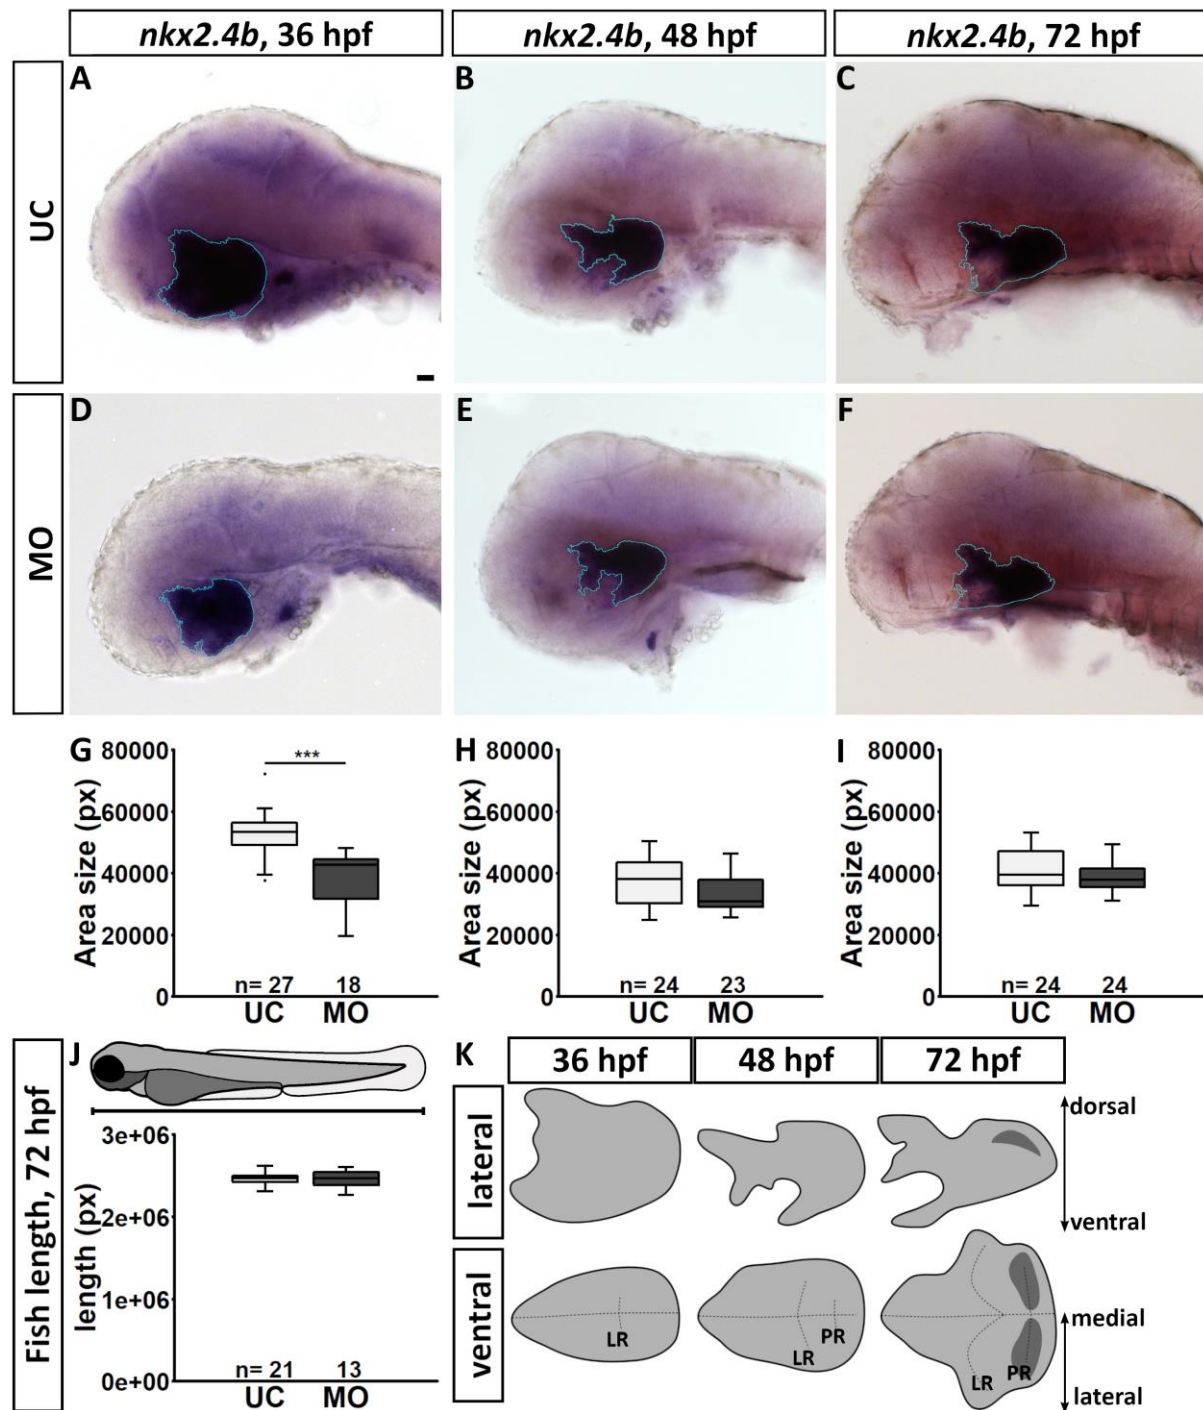 nkx2.4b, 36 hpf
nkx2.4b, 48 hpf
nkx2.4b, 72 hpf
UC
A
B
C
MO
D
E
F
G
80000
60000
40000
20000
0
Area size (px)
***
n= 27 18
UC MO
H
80000
60000
40000
20000
0
Area size (px)
n= 24 23
UC MO
I
80000
60000
40000
20000
0
Area size (px)
n= 24 24
UC MO
Fish length, 72 hpf
J
3e+06
2e+06
1e+06
0e+00
length (px)
n= 21 13
UC MO
K
36 hpf
48 hpf
72 hpf
lateral
dorsal
ventral
ventral
LR
LR
PR
LR
PR
medial
lateral